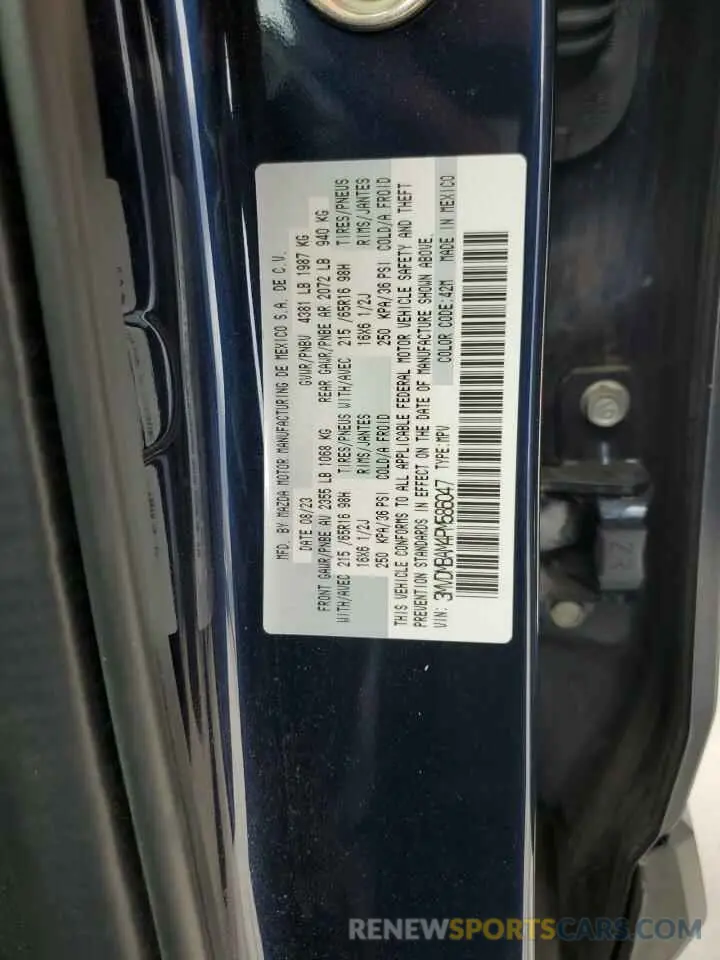 MFD. BY MAZDA MOTOR MANUFACTURING DE MEXICO S.A. DE C.V.
DATE 08/23 GVWR/PNBV 4381 LB 1987 KG
FRONT GAWR/PNBE AV 2355 LB 1068 KG REAR GAWR/PNBE AR 2072 LB 940 KG
WITH/AVEC 215 /65R16 98H TIRES/PNEUS WITH/AVEC 215 /65R16 98H TIRES/PNEUS
16X6 1/2J RIMS/JANTES 16X6 1/2J RIMS/JANTES
250 KPA/36 PSI COLD/A FROID 250 KPA/36 PSI COLD/A FROID
THIS VEHICLE CONFORMS TO ALL APPLICABLE FEDERAL MOTOR VEHICLE SAFETY AND THEFT
PREVENTION STANDARDS IN EFFECT ON THE DATE OF MANUFACTURE SHOWN ABOVE.
VIN: 3MVDMBAM4PM586047 TYPE:MPV COLOR CODE:42M MADE IN MEXICO
RENEWSPORTSCARS.COM